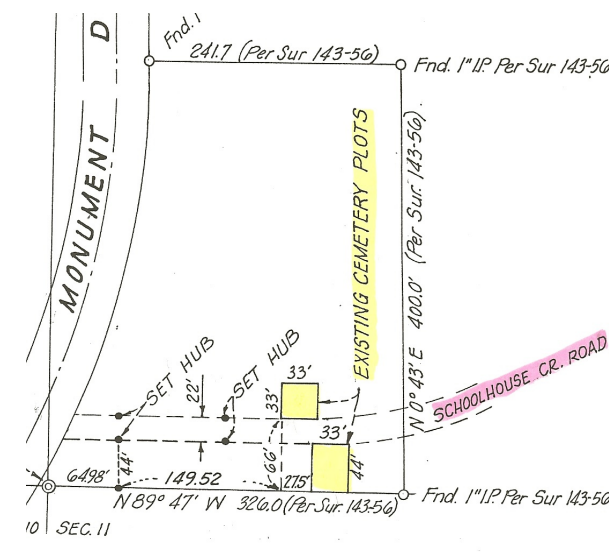 Fnd. 1
D
241.7 (Per Sur 143-56)
Fnd. 1" I.P. Per Sur 143-56
MONUMENT
EXISTING CEMETERY PLOTS
N 0° 43' E 400.0' (Per Sur. 143-56)
SET HUB
SET HUB
22'
33'
33'
SCHOOLHOUSE CR. ROAD
33'
66'
44'
44'
6498'
149.52
27.5'
N 89° 47' W 326.0 (Per Sur. 143-56)
Fnd. 1" I.P. Per Sur 143-56
10 SEC. 11